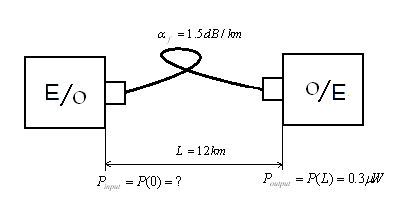 α_f = 1.5dB/km
E/O
O/E
L = 12km
P_input = P(0) = ?
P_output = P(L) = 0.3μW